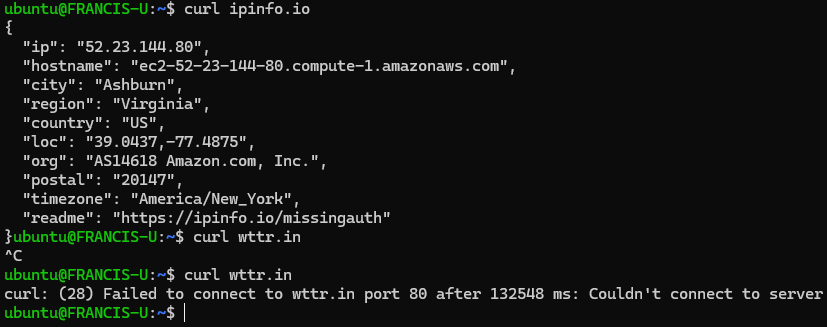 ubuntu@FRANCIS-U:~$ curl ipinfo.io
{
  "ip": "52.23.144.80",
  "hostname": "ec2-52-23-144-80.compute-1.amazonaws.com",
  "city": "Ashburn",
  "region": "Virginia",
  "country": "US",
  "loc": "39.0437,-77.4875",
  "org": "AS14618 Amazon.com, Inc.",
  "postal": "20147",
  "timezone": "America/New_York",
  "readme": "https://ipinfo.io/missingauth"
}ubuntu@FRANCIS-U:~$ curl wttr.in
^C
ubuntu@FRANCIS-U:~$ curl wttr.in
curl: (28) Failed to connect to wttr.in port 80 after 132548 ms: Couldn't connect to server
ubuntu@FRANCIS-U:~$